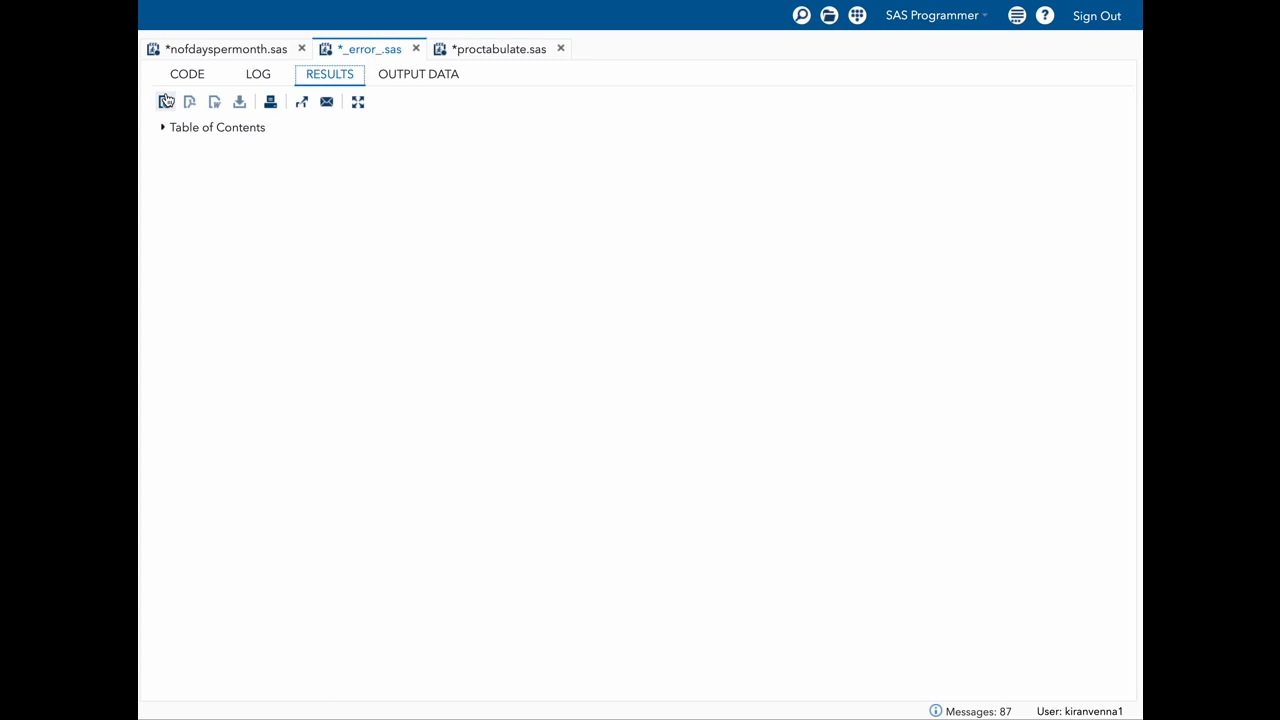 SAS Programmer
Sign Out
*nofdayspermonth.sas
*_error_.sas
*proctabulate.sas
CODE LOG RESULTS OUTPUT DATA
Table of Contents
Messages: 87 User: kiranvenna1